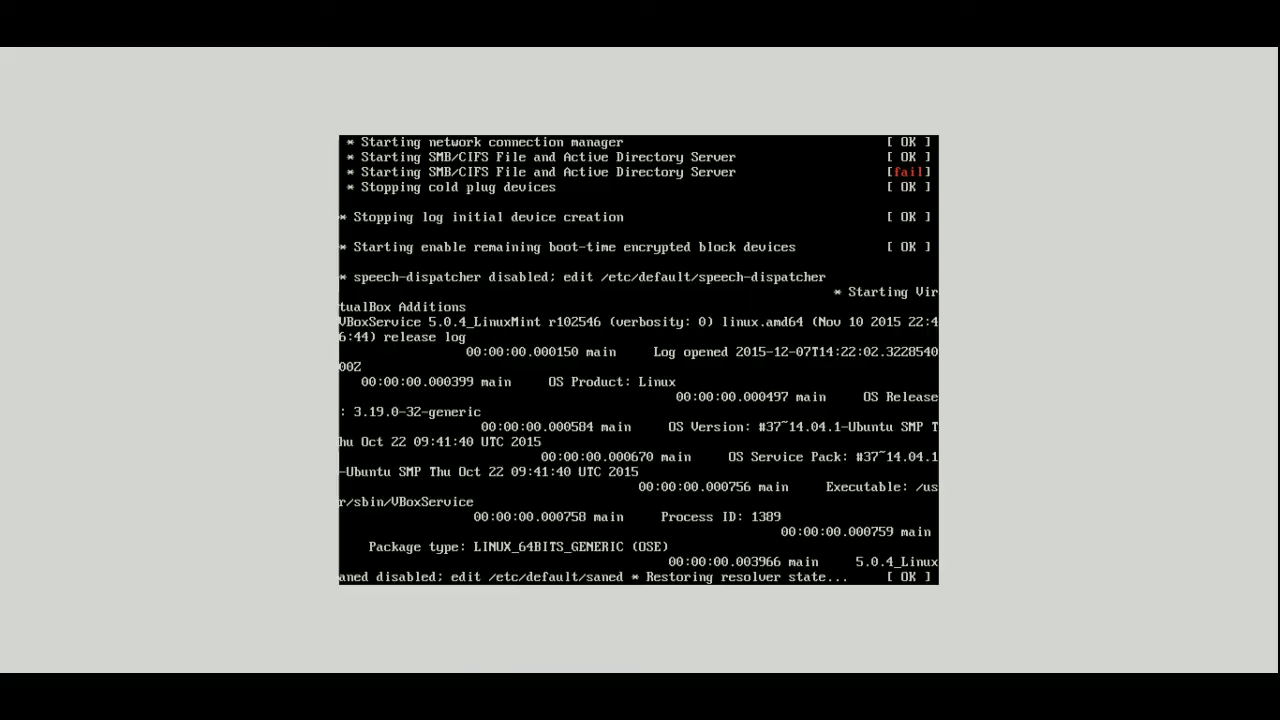 * Starting network connection manager [ OK ]
* Starting SMB/CIFS File and Active Directory Server [ OK ]
* Starting SMB/CIFS File and Active Directory Server [fail]
* Stopping cold plug devices [ OK ]
* Stopping log initial device creation [ OK ]
* Starting enable remaining boot-time encrypted block devices [ OK ]
* speech-dispatcher disabled; edit /etc/default/speech-dispatcher
* Starting Vir
tualBox Additions
VBoxService 5.0.4_LinuxMint r102546 (verbosity: 0) linux.amd64 (Nov 10 2015 22:4
6:44) release log
00:00:00.000150 main Log opened 2015-12-07T14:22:02.3228540
00Z
00:00:00.000399 main OS Product: Linux
00:00:00.000497 main OS Release
: 3.19.0-32-generic
00:00:00.000584 main OS Version: #37~14.04.1-Ubuntu SMP T
hu Oct 22 09:41:40 UTC 2015
00:00:00.000670 main OS Service Pack: #37~14.04.1
-Ubuntu SMP Thu Oct 22 09:41:40 UTC 2015
00:00:00.000756 main Executable: /us
r/sbin/VBoxService
00:00:00.000758 main Process ID: 1389
00:00:00.000759 main
Package type: LINUX_64BITS_GENERIC (OSE)
00:00:00.003966 main 5.0.4_Linux
aned disabled; edit /etc/default/saned * Restoring resolver state... [ OK ]